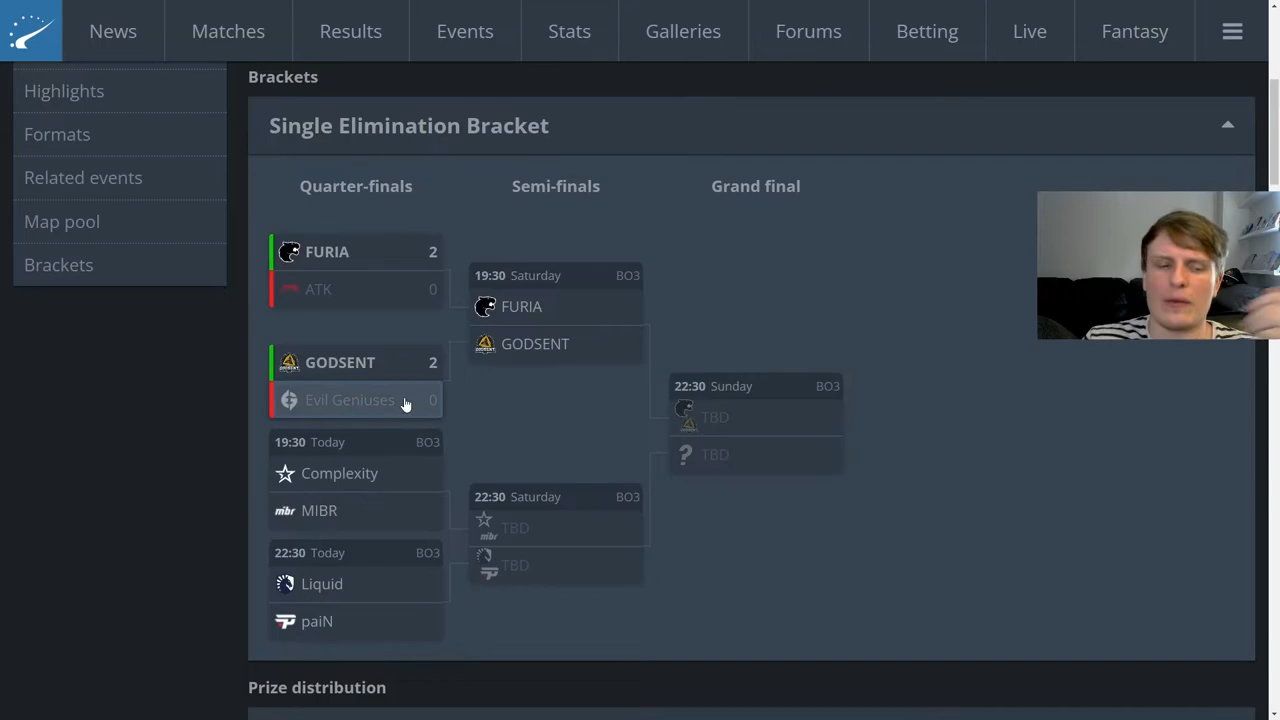 News
Matches
Results
Events
Stats
Galleries
Forums
Betting
Live
Fantasy
Highlights
Formats
Related events
Map pool
Brackets
Brackets
Single Elimination Bracket
Quarter-finals
Semi-finals
Grand final
FURIA 2
ATK 0
GODSENT 2
Evil Geniuses 0
19:30 Today BO3
Complexity
mibr MIBR
22:30 Today BO3
Liquid
paiN
19:30 Saturday BO3
FURIA
GODSENT GODSENT
22:30 Saturday BO3
TBD
mibr
TBD
22:30 Sunday BO3
TBD
? TBD
Prize distribution